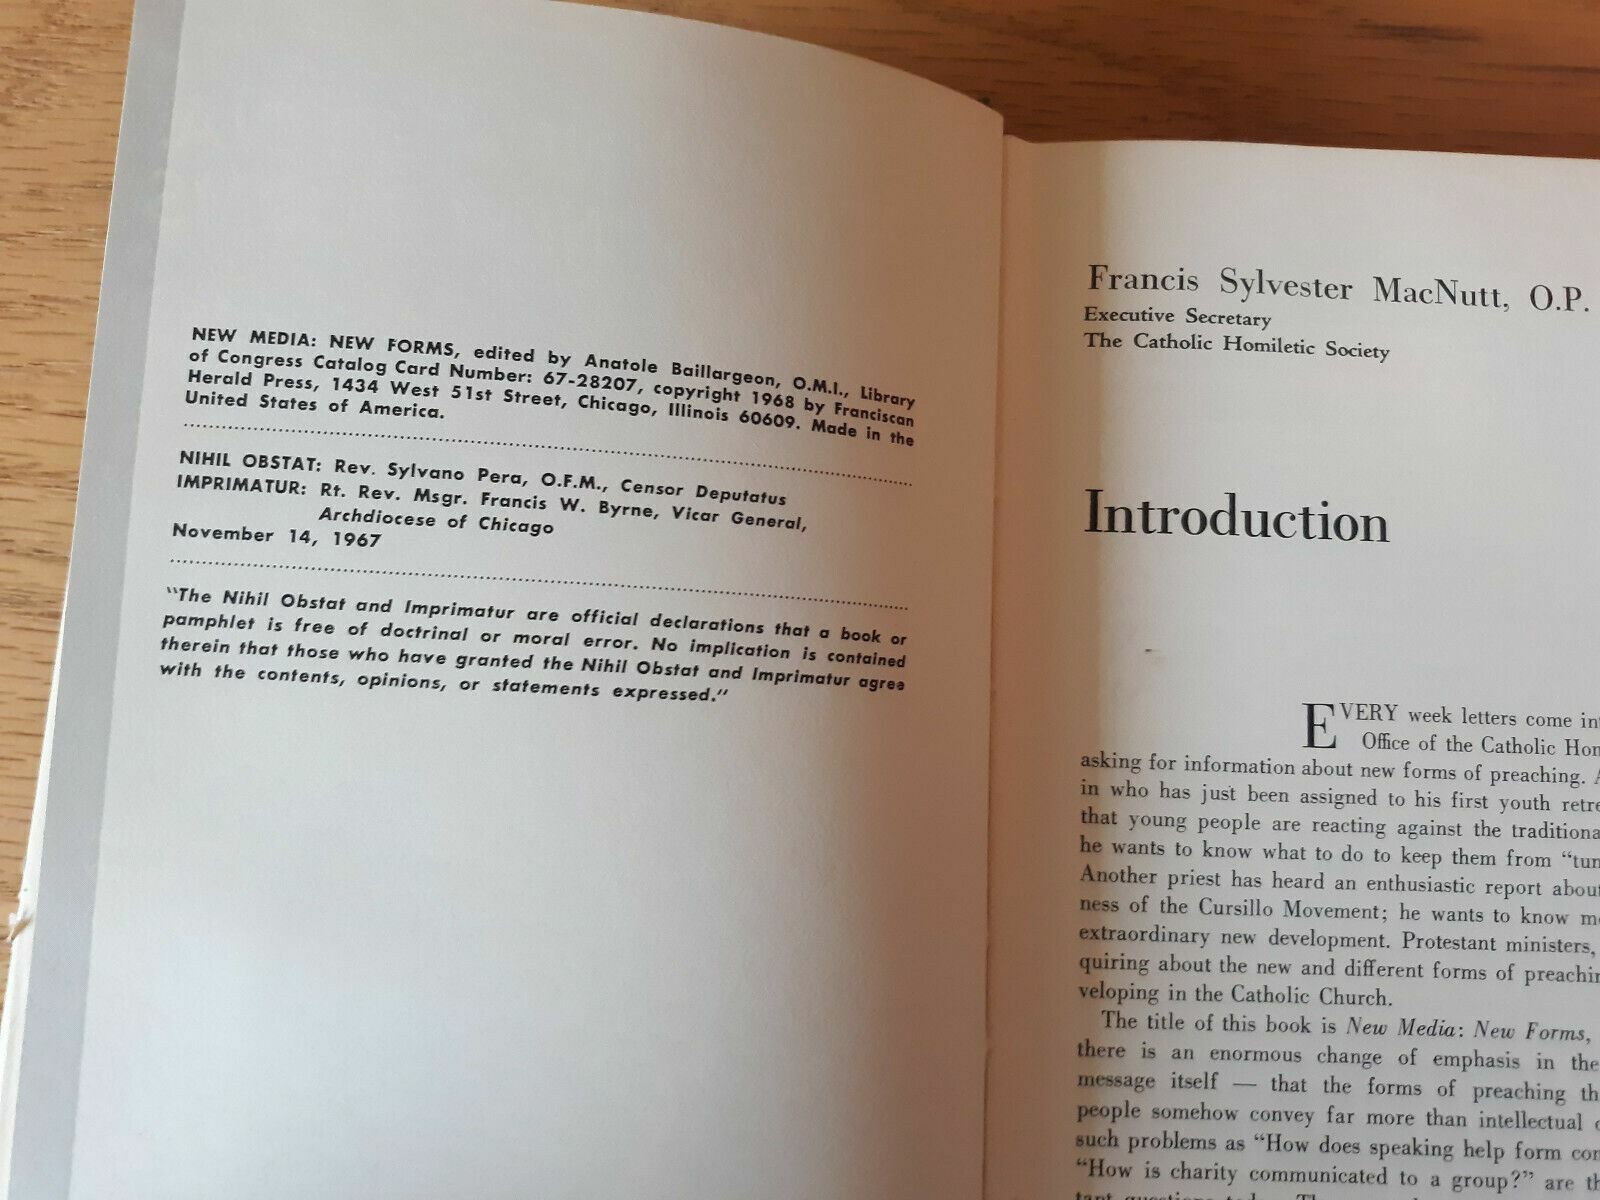 NEW MEDIA: NEW FORMS, edited by Anatole Baillargeon, O.M.I., Library
of Congress Catalog Card Number: 67-28207, copyright 1968 by Franciscan
Herald Press, 1434 West 51st Street, Chicago, Illinois 60609. Made in the
United States of America.
NIHIL OBSTAT: Rev. Sylvano Pera, O.F.M., Censor Deputatus
IMPRIMATUR: Rt. Rev. Msgr. Francis W. Byrne, Vicar General,
Archdiocese of Chicago
November 14, 1967
"The Nihil Obstat and Imprimatur are official declarations that a book or
pamphlet is free of doctrinal or moral error. No implication is contained
therein that those who have granted the Nihil Obstat and Imprimatur agree
with the contents, opinions, or statements expressed."
Francis Sylvester MacNutt, O.P.
Executive Secretary
The Catholic Homiletic Society
Introduction
EVERY week letters come in
Office of the Catholic Hom
asking for information about new forms of preaching. A
in who has just been assigned to his first youth retre
that young people are reacting against the traditiona
he wants to know what to do to keep them from "tun
Another priest has heard an enthusiastic report about
ness of the Cursillo Movement; he wants to know m
extraordinary new development. Protestant ministers,
quiring about the new and different forms of preachin
veloping in the Catholic Church.
The title of this book is New Media: New Forms,
there is an enormous change of emphasis in the
message itself — that the forms of preaching th
people somehow convey far more than intellectual c
such problems as "How does speaking help form con
"How is charity communicated to a group?" are th
tant questions